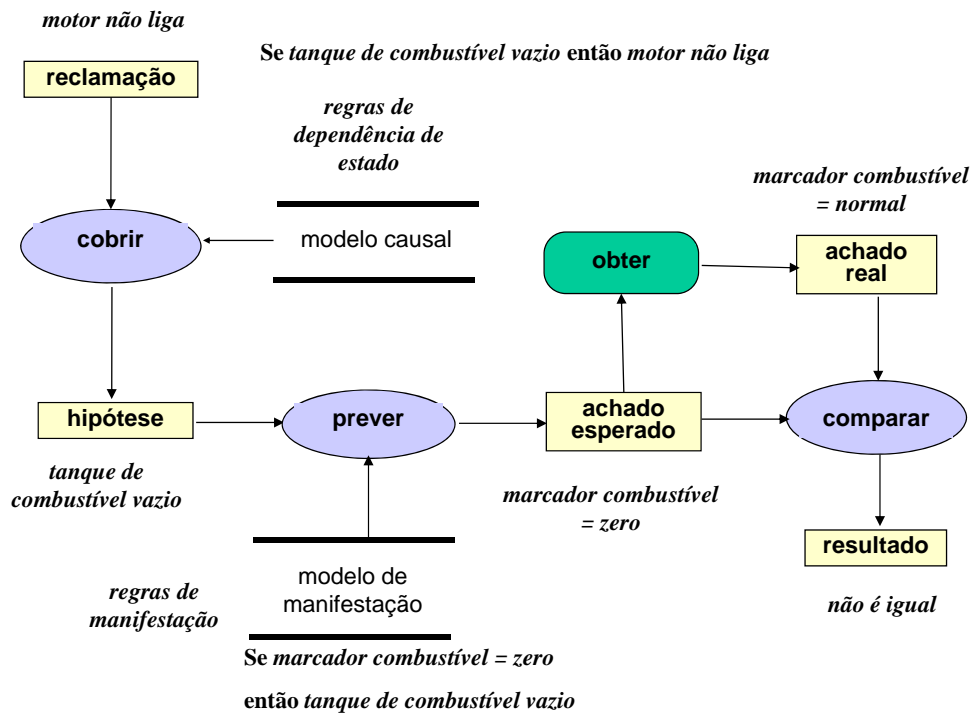 motor não liga
Se tanque de combustível vazio então motor não liga
reclamação
regras de
dependência de
estado
marcador combustível
= normal
cobrir
modelo causal
obter
achado
real
hipótese
prever
achado
esperado
comparar
tanque de
combustível vazio
marcador combustível
= zero
resultado
regras de
manifestação
modelo de
manifestação
não é igual
Se marcador combustível = zero
então tanque de combustível vazio